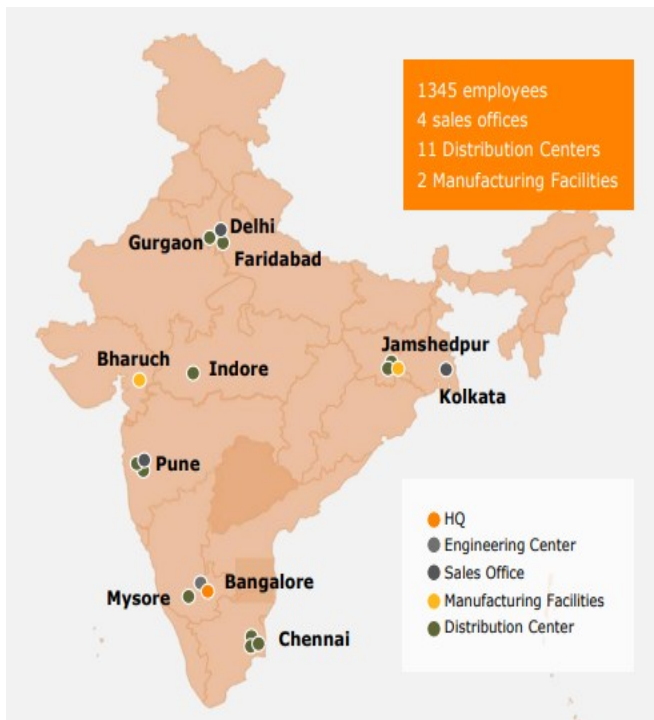 1345 employees
4 sales offices
11 Distribution Centers
2 Manufacturing Facilities
Delhi
Gurgaon
Faridabad
Jamshedpur
Bharuch
Indore
Kolkata
Pune
Bangalore
Mysore
Chennai
HQ
Engineering Center
Sales Office
Manufacturing Facilities
Distribution Center